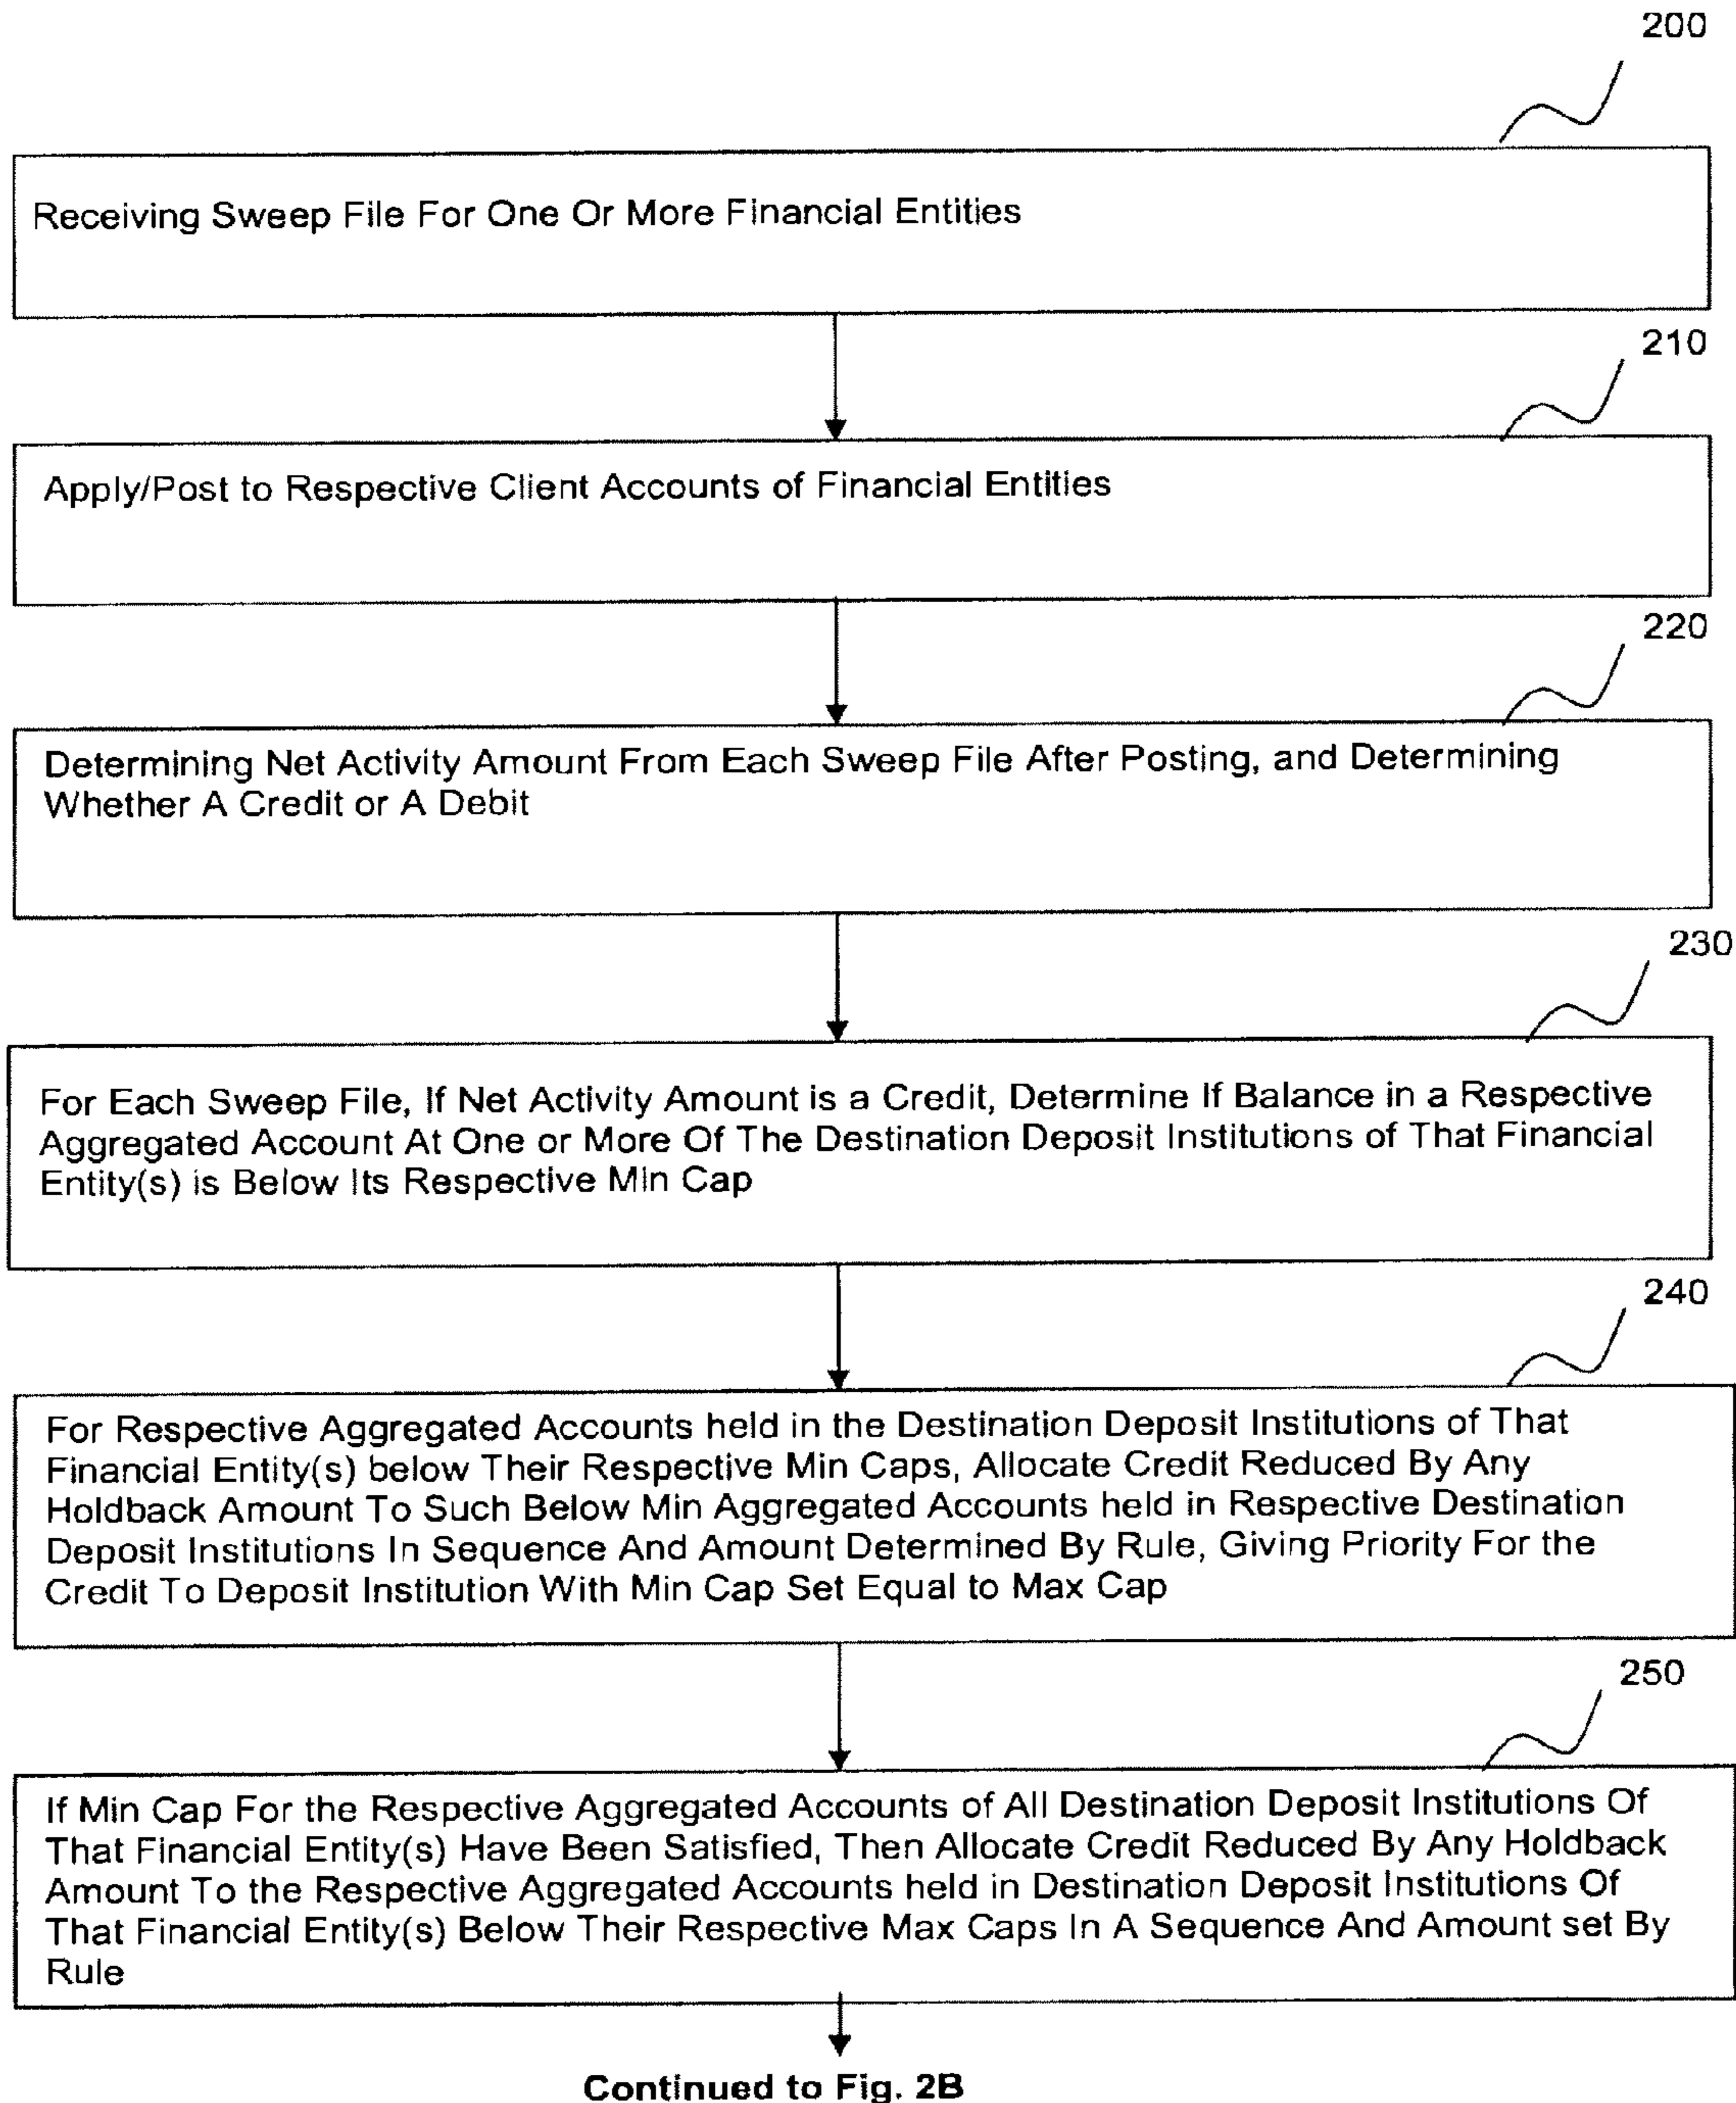 200
Receiving Sweep File For One Or More Financial Entities
210
Apply/Post to Respective Client Accounts of Financial Entities
220
Determining Net Activity Amount From Each Sweep File After Posting, and Determining
Whether A Credit or A Debit
230
For Each Sweep File, If Net Activity Amount is a Credit, Determine If Balance in a Respective
Aggregated Account At One or More Of The Destination Deposit Institutions of That Financial
Entity(s) is Below Its Respective Min Cap
240
For Respective Aggregated Accounts held in the Destination Deposit Institutions of That
Financial Entity(s) below Their Respective Min Caps, Allocate Credit Reduced By Any
Holdback Amount To Such Below Min Aggregated Accounts held in Respective Destination
Deposit Institutions In Sequence And Amount Determined By Rule, Giving Priority For the
Credit To Deposit Institution With Min Cap Set Equal to Max Cap
250
If Min Cap For the Respective Aggregated Accounts of All Destination Deposit Institutions Of
That Financial Entity(s) Have Been Satisfied, Then Allocate Credit Reduced By Any Holdback
Amount To the Respective Aggregated Accounts held in Destination Deposit Institutions Of
That Financial Entity(s) Below Their Respective Max Caps In A Sequence And Amount set By
Rule
Continued to Fig. 2B